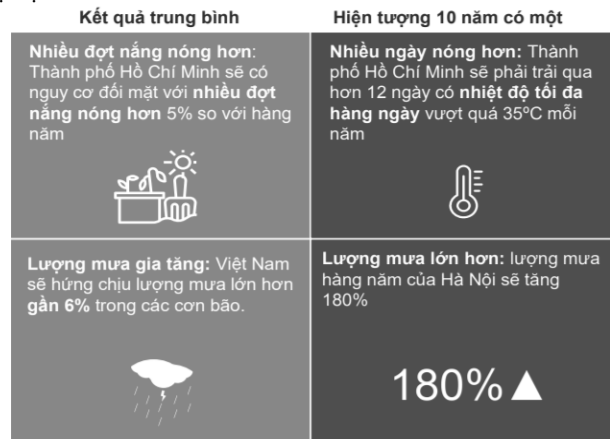 Kết quả trung bình
Hiện tượng 10 năm có một
Nhiều đợt nắng nóng hơn:
Thành phố Hồ Chí Minh sẽ có
nguy cơ đối mặt với nhiều đợt
nắng nóng hơn 5% so với hàng
năm
Nhiều ngày nóng hơn: Thành
phố Hồ Chí Minh sẽ phải trải qua
hơn 12 ngày có nhiệt độ tối đa
hàng ngày vượt quá 35ºC mỗi
năm
Lượng mưa gia tăng: Việt Nam
sẽ hứng chịu lượng mưa lớn hơn
gần 6% trong các cơn bão.
Lượng mưa lớn hơn: lượng mưa
hàng năm của Hà Nội sẽ tăng
180%
180% ▲